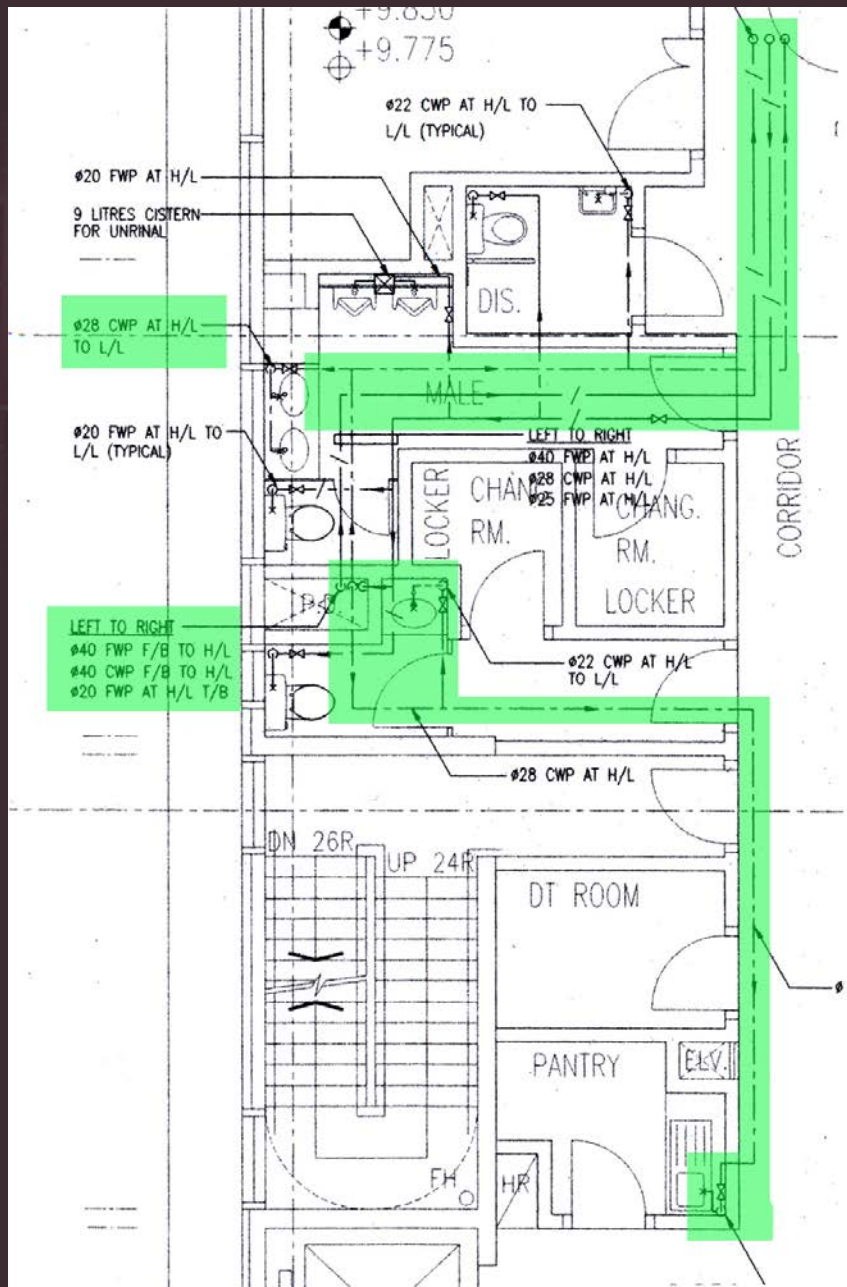 +9.850
+9.775
ø22 CWP AT H/L TO
L/L (TYPICAL)
ø20 FWP AT H/L
9 LITRES CISTERN
FOR UNRINAL
DIS.
ø28 CWP AT H/L
TO L/L
MALE
ø20 FWP AT H/L TO
L/L (TYPICAL)
LEFT TO RIGHT
ø40 FWP AT H/L
ø28 CWP AT H/L
ø25 FWP AT H/L
LOCKER
CHANG.
RM.
CHANG.
RM.
LOCKER
CORRIDOR
P.D
LEFT TO RIGHT
ø40 FWP F/B TO H/L
ø40 CWP F/B TO H/L
ø20 FWP AT H/L T/B
ø22 CWP AT H/L
TO L/L
ø28 CWP AT H/L
DN 26R
UP 24R
DT ROOM
ø
PANTRY
ELV.
FH
HR